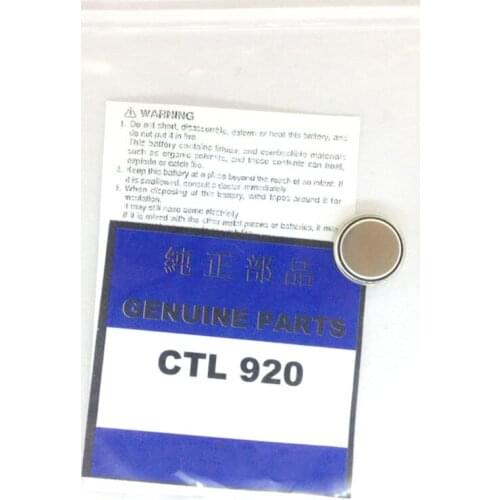 ⚠ WARNING
1. Do not short, disassemble, deform or heat this battery, and
do not put it in fire.
This battery contains lithium and combustible materials
such as organic solvents, and these contents can heat,
explode or catch fire.
2. Keep this battery at a place beyond the reach of an infant. If
it is swallowed, consult a doctor immediately.
3. When disposing of this battery, wind tapes around it for
insulation.
It may still have some electricity.
If it is mixed with the other metal pieces or batteries, it may
純正部品
GENUINE PARTS
CTL 920